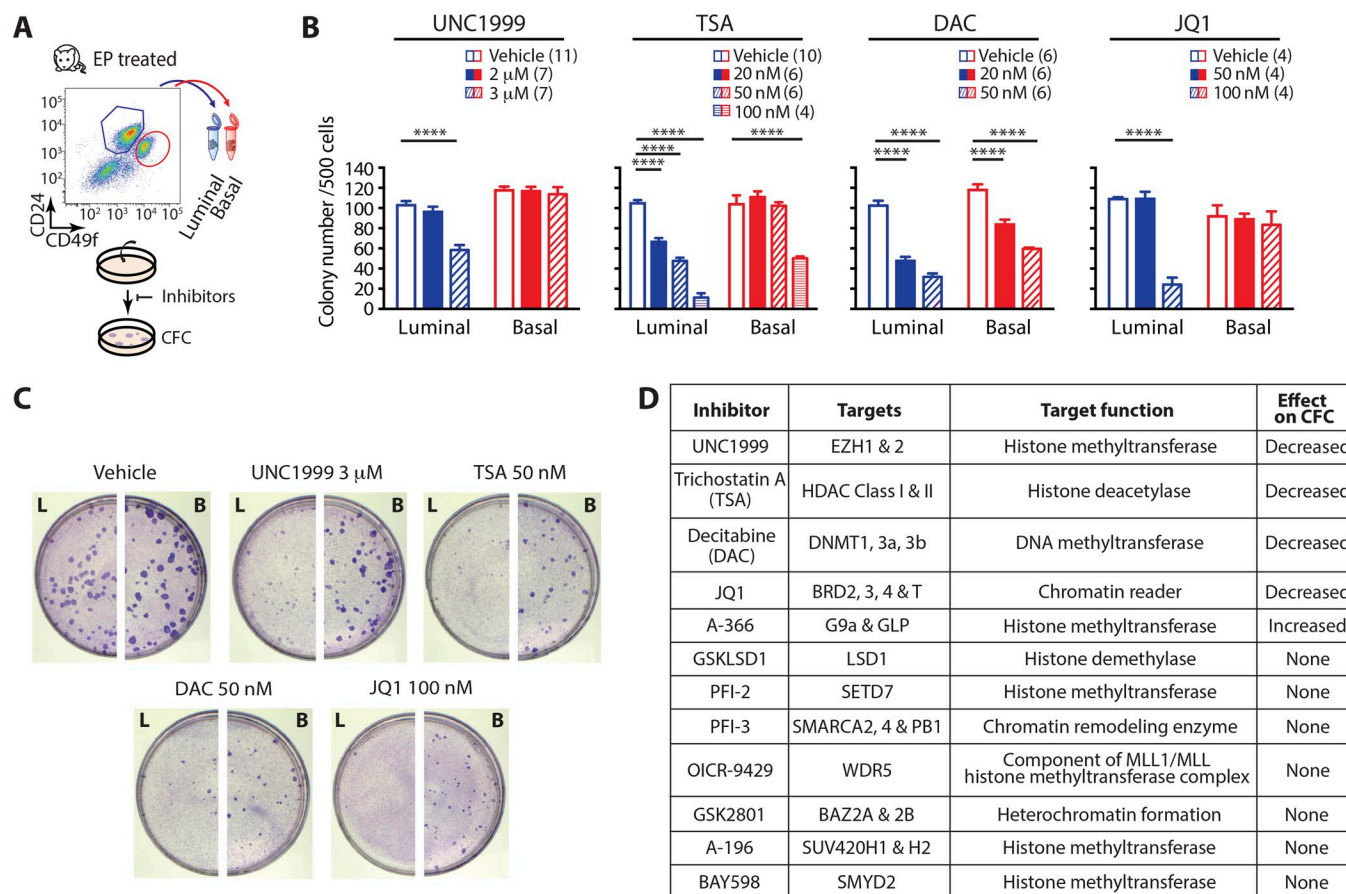 A
EP treated
10⁵
10⁴
10³
10²
10² 10³ 10⁴ 10⁵
CD24
CD49f
Luminal
Basal
Inhibitors
CFC
B
UNC1999
Vehicle (11)
2 μM (7)
3 μM (7)
TSA
Vehicle (10)
20 nM (6)
50 nM (6)
100 nM (4)
DAC
Vehicle (6)
20 nM (6)
50 nM (6)
JQ1
Vehicle (4)
50 nM (4)
100 nM (4)
Colony number /500 cells
140
120
100
80
60
40
20
0
****
Luminal Basal
****
****
****
****
Luminal Basal
****
****
****
****
Luminal Basal
****
Luminal Basal
C
Vehicle
L B
UNC1999 3 μM
L B
TSA 50 nM
L B
DAC 50 nM
L B
JQ1 100 nM
L B
D
Inhibitor Targets Target function Effect on CFC
UNC1999 EZH1 & 2 Histone methyltransferase Decreased
Trichostatin A (TSA) HDAC Class I & II Histone deacetylase Decreased
Decitabine (DAC) DNMT1, 3a, 3b DNA methyltransferase Decreased
JQ1 BRD2, 3, 4 & T Chromatin reader Decreased
A-366 G9a & GLP Histone methyltransferase Increased
GSKLSD1 LSD1 Histone demethylase None
PFI-2 SETD7 Histone methyltransferase None
PFI-3 SMARCA2, 4 & PB1 Chromatin remodeling enzyme None
OICR-9429 WDR5 Component of MLL1/MLL histone methyltransferase complex None
GSK2801 BAZ2A & 2B Heterochromatin formation None
A-196 SUV420H1 & H2 Histone methyltransferase None
BAY598 SMYD2 Histone methyltransferase None